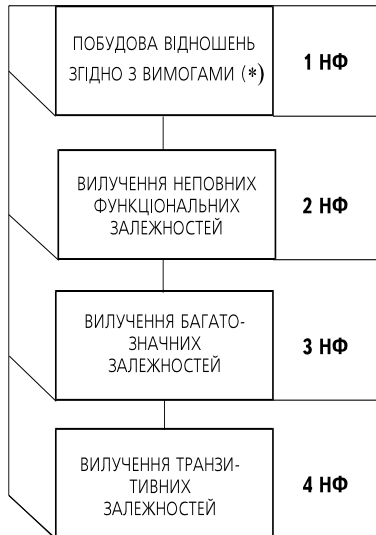 ПОБУДОВА ВІДНОШЕНЬ
ЗГІДНО З ВИМОГАМИ (*)
1 НФ
ВИЛУЧЕННЯ НЕПОВНИХ
ФУНКЦІОНАЛЬНИХ
ЗАЛЕЖНОСТЕЙ
2 НФ
ВИЛУЧЕННЯ БАГАТО-
ЗНАЧНИХ
ЗАЛЕЖНОСТЕЙ
3 НФ
ВИЛУЧЕННЯ ТРАНЗИ-
ТИВНИХ
ЗАЛЕЖНОСТЕЙ
4 НФ